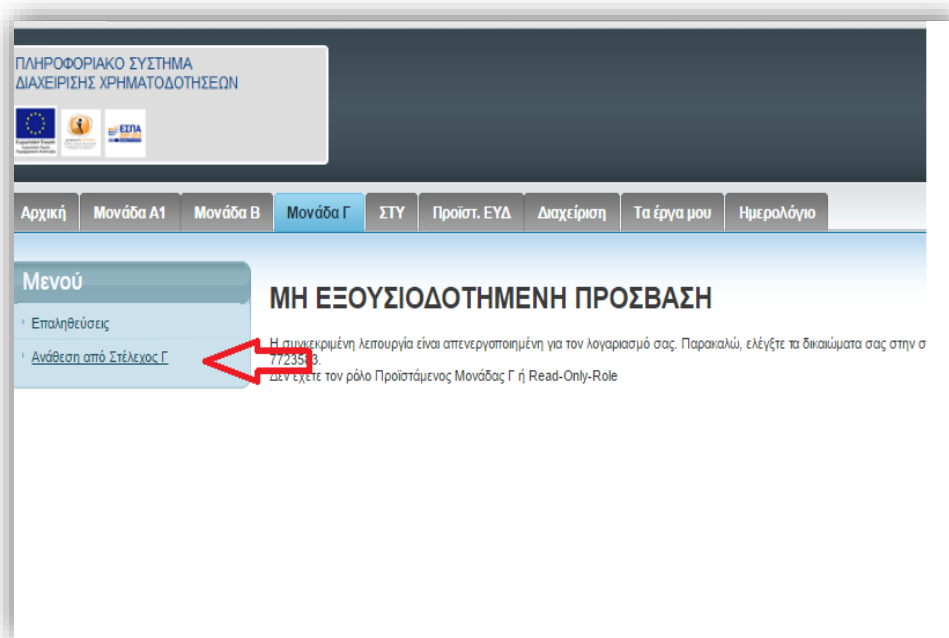 ΠΛΗΡΟΦΟΡΙΑΚΟ ΣΥΣΤΗΜΑ
ΔΙΑΧΕΙΡΙΣΗΣ ΧΡΗΜΑΤΟΔΟΤΗΣΕΩΝ
ΕΣΠΑ
Αρχική Μονάδα Α1 Μονάδα Β Μονάδα Γ ΣΤΥ Προϊστ. ΕΥΔ Διαχείριση Τα έργα μου Ημερολόγιο
Μενού
Επαληθεύσεις
Ανάθεση από Στέλεχος Γ
ΜΗ ΕΞΟΥΣΙΟΔΟΤΗΜΕΝΗ ΠΡΟΣΒΑΣΗ
Η συγκεκριμένη λειτουργία είναι απενεργοποιημένη για τον λογαριασμό σας. Παρακαλώ, ελέγξτε τα δικαιώματα σας στην σ
Δεν έχετε τον ρόλο Προϊστάμενος Μονάδας Γ ή Read-Only-Role